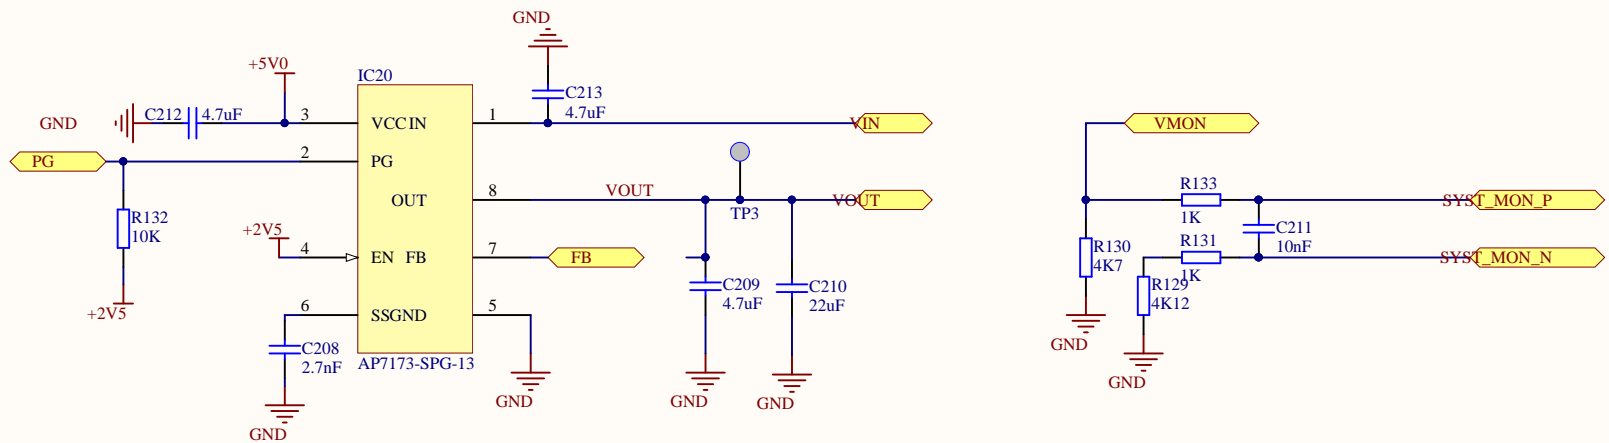 GND
+5V0
IC20
C212
4.7uF
3
VCC
IN
1
C213
4.7uF
VIN
GND
PG
2
PG
R132
10K
+2V5
OUT
8
VOUT
TP3
VOUT
+2V5
4
EN
FB
7
FB
C209
4.7uF
C210
22uF
6
SS
GND
5
C208
2.7nF
AP7173-SPG-13
GND
GND
GND
GND
VMON
R133
1K
SYST_MON_P
C211
10nF
R130
4K7
R131
1K
SYST_MON_N
R129
4K12
GND
GND